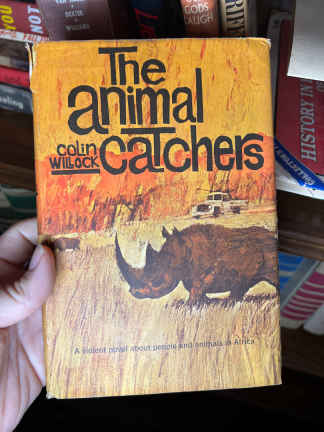 The
animal
colin
WILLOCK
catchers
A violent novel about people and animals in Africa
HISTORY IN